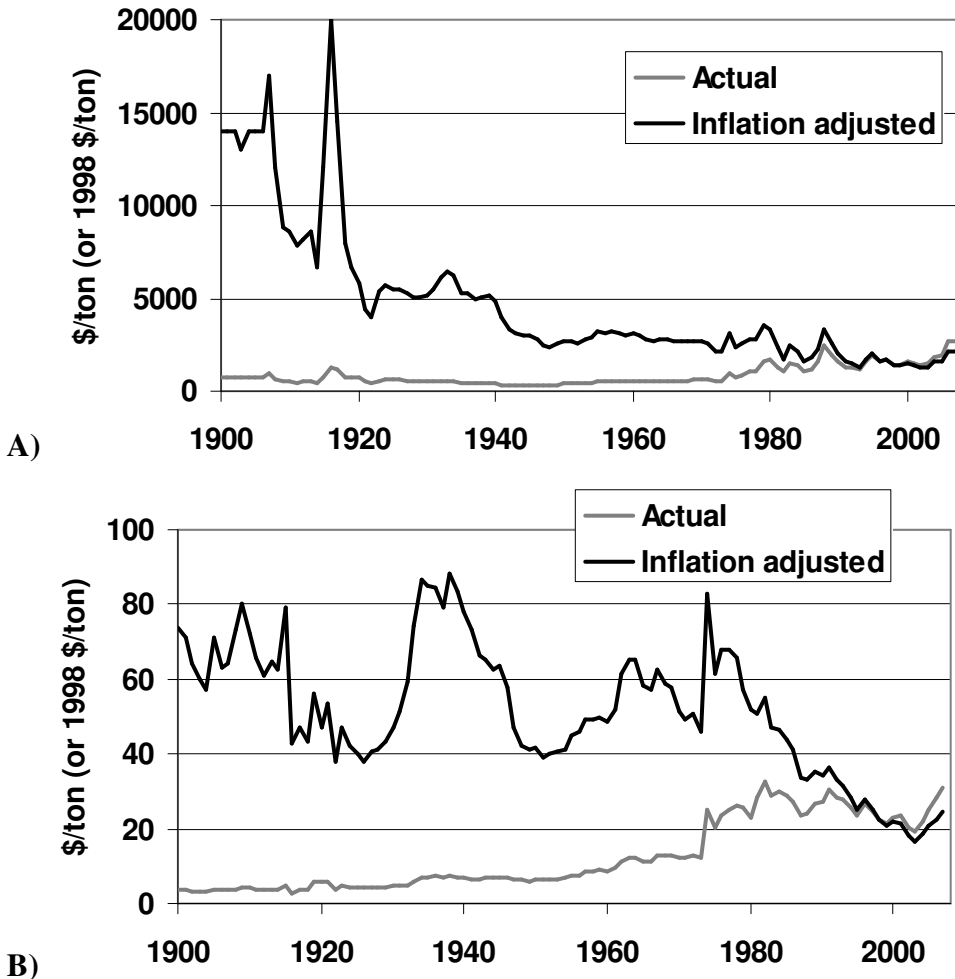 20000
15000
10000
5000
0
$/ton (or 1998 $/ton)
Actual
Inflation adjusted
1900 1920 1940 1960 1980 2000
A)
100
80
60
40
20
0
$/ton (or 1998 $/ton)
Actual
Inflation adjusted
1900 1920 1940 1960 1980 2000
B)